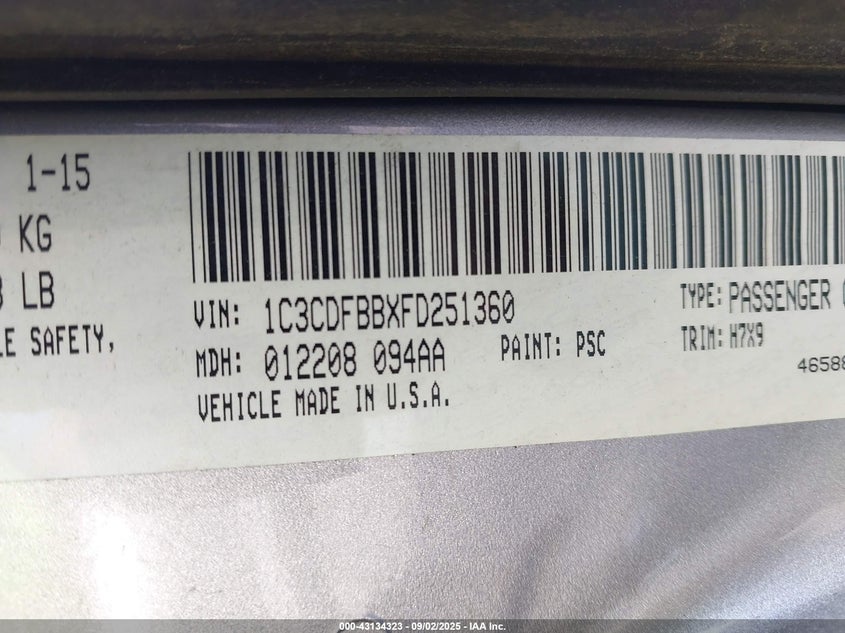 1-15
KG
LB
LE SAFETY,
VIN: 1C3CDFBBXFD251360
TYPE: PASSENGER
MDH: 012208 094AA
PAINT: PSC
TRIM: H7X9
VEHICLE MADE IN U.S.A.
4658
000-43134323 - 09/02/2025 - IAA Inc.